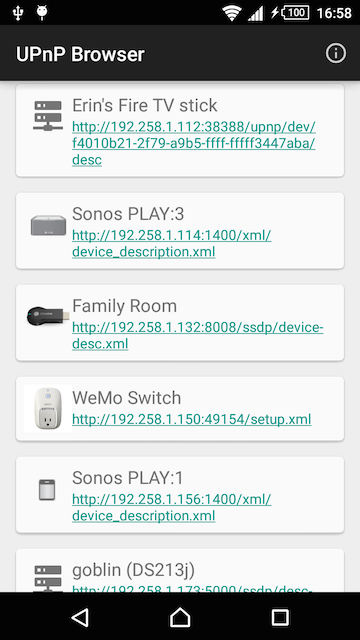 100 16:58
UPnP Browser
Erin's Fire TV stick
http://192.258.1.112:38388/upnp/dev/
f4010b21-2f79-a9b5-ffff-fffff3447aba/
desc
Sonos PLAY:3
http://192.258.1.114:1400/xml/
device_description.xml
Family Room
http://192.258.1.132:8008/ssdp/device-
desc.xml
WeMo Switch
http://192.258.1.150:49154/setup.xml
Sonos PLAY:1
http://192.258.1.156:1400/xml/
device_description.xml
goblin (DS213j)
http://192.258.1.173:5000/ssdp/desc-